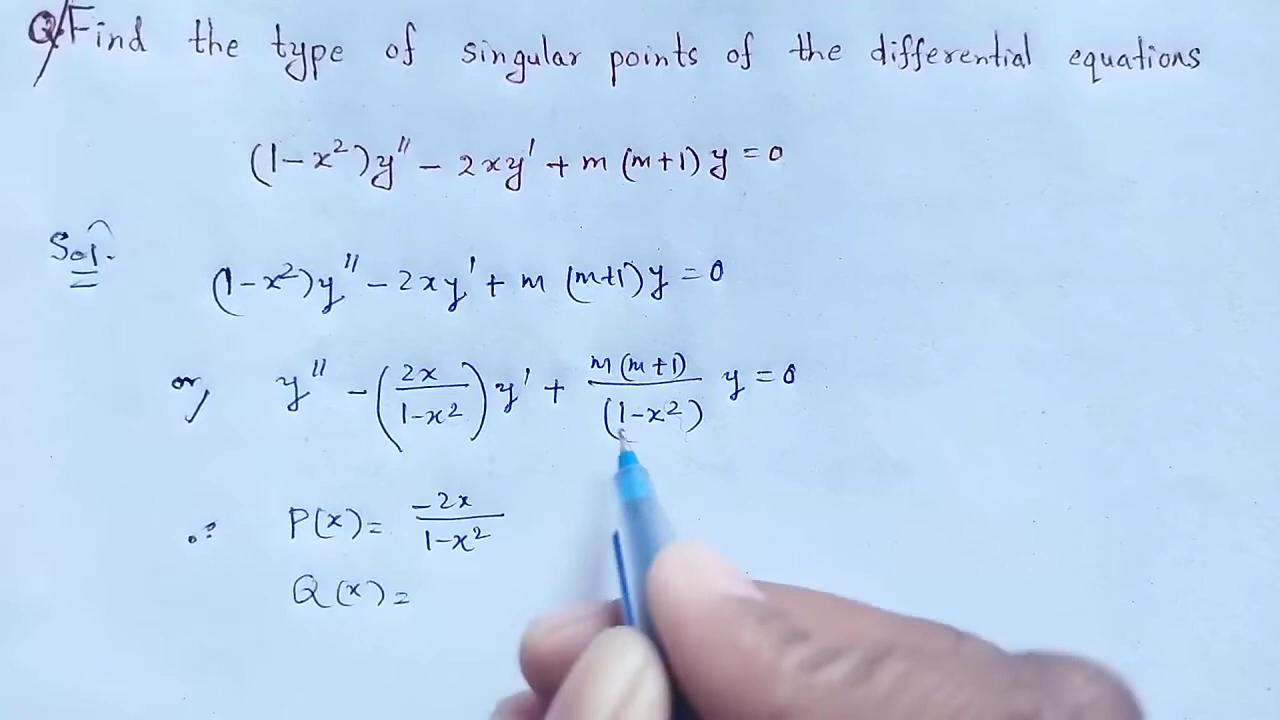 Q/ Find the type of singular points of the differential equations
(1-x²)y'' - 2xy' + m(m+1)y = 0
Sol.
(1-x²)y'' - 2xy' + m(m+1)y = 0
or, y'' - (2x/(1-x²))y' + m(m+1)/(1-x²) y = 0
∴ P(x) = -2x/(1-x²)
Q(x) =